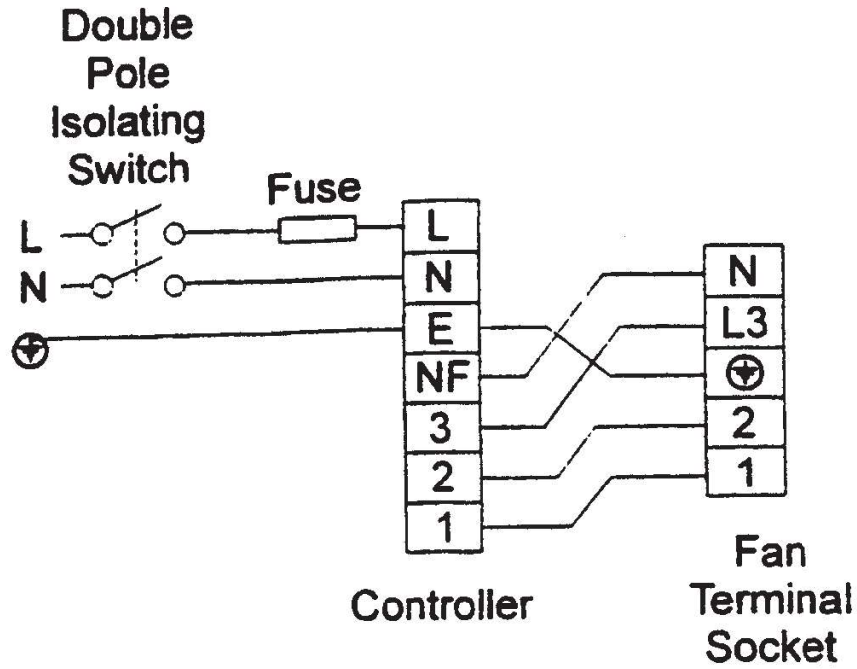 Double
Pole
Isolating
Switch
Fuse
L
N
L
N
E
NF
3
2
1
N
L3
2
1
Controller
Fan
Terminal
Socket